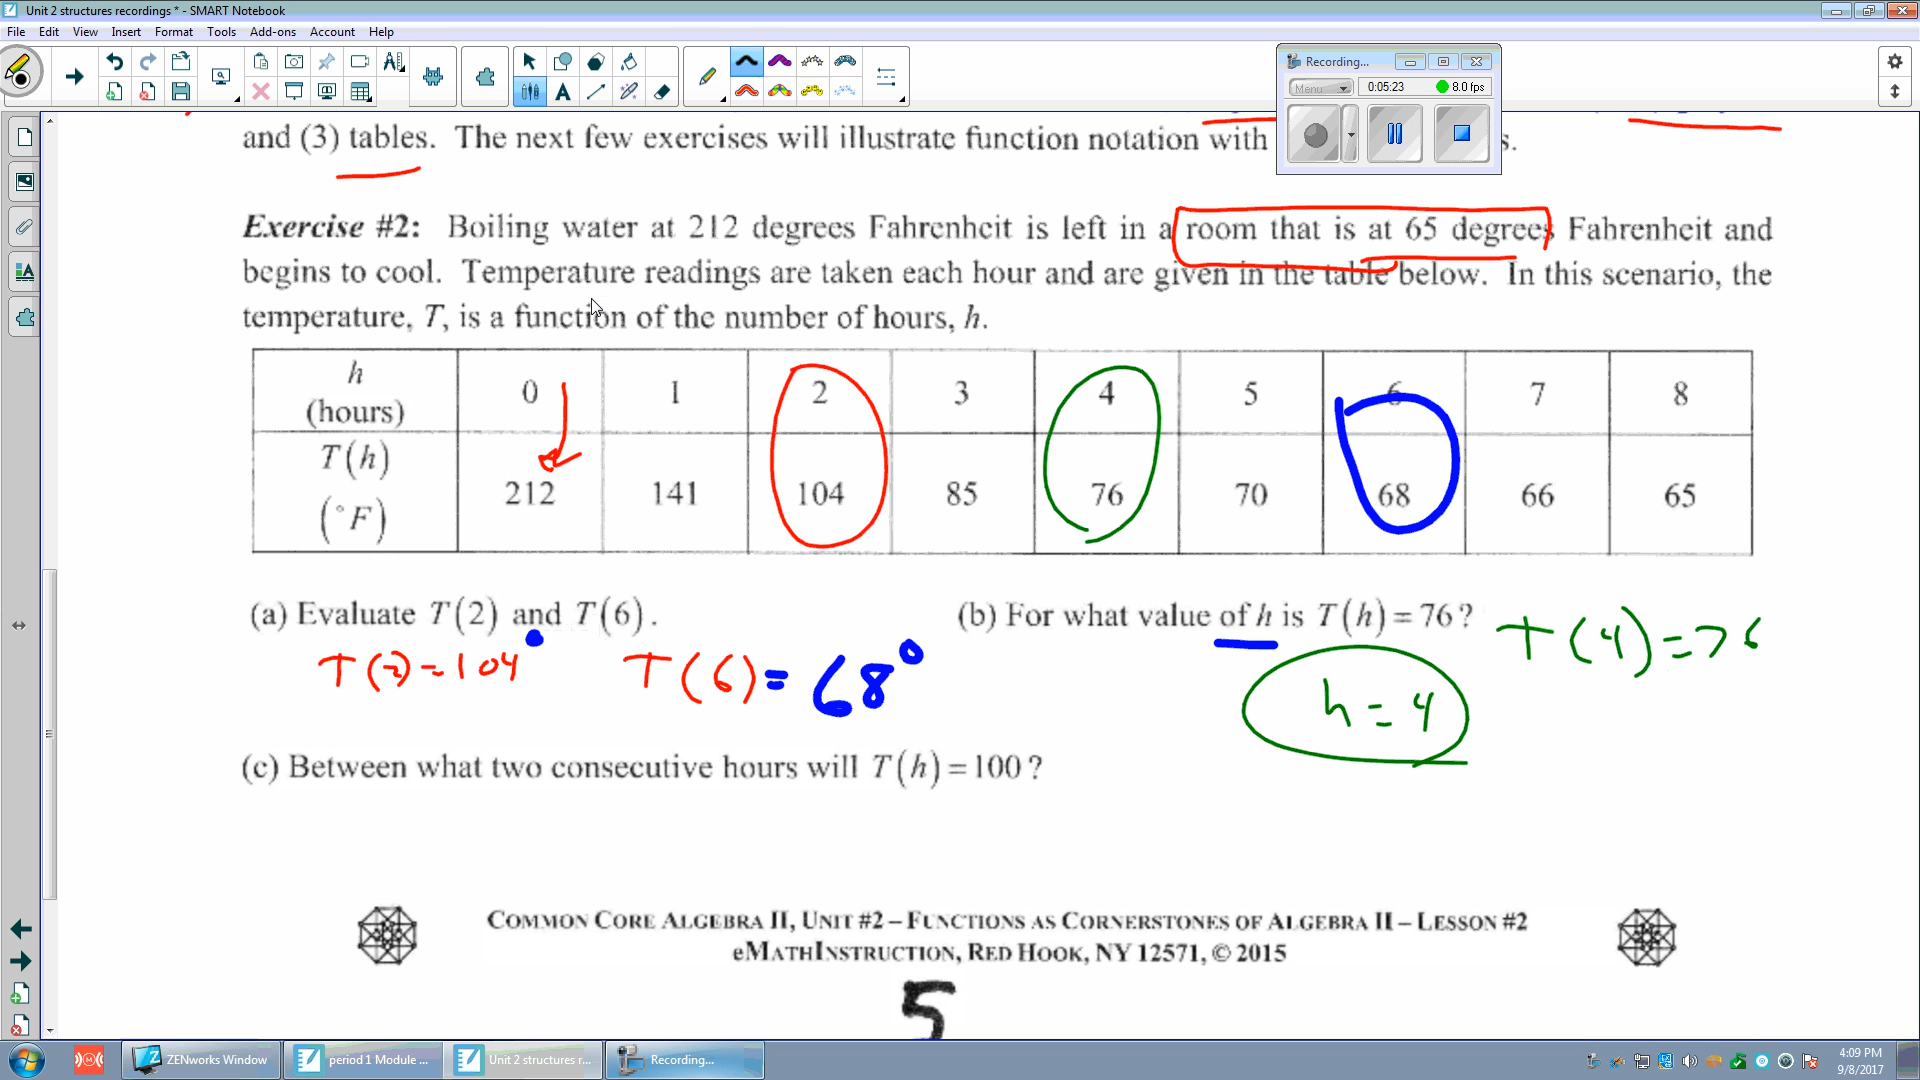 Unit 2 structures recordings * - SMART Notebook
File Edit View Insert Format Tools Add-ons Account Help
Recording...
Menu 0:05:23 8.0 fps
and (3) tables. The next few exercises will illustrate function notation with s.
Exercise #2: Boiling water at 212 degrees Fahrenheit is left in a room that is at 65 degrees Fahrenheit and
begins to cool. Temperature readings are taken each hour and are given in the table below. In this scenario, the
temperature, T, is a function of the number of hours, h.
h (hours) 0 1 2 3 4 5 6 7 8
T(h) (°F) 212 141 104 85 76 70 68 66 65
(a) Evaluate T(2) and T(6).
(b) For what value of h is T(h)=76?
T(4)=76
T(2)=104° T(6)=68°
h=4
(c) Between what two consecutive hours will T(h)=100?
COMMON CORE ALGEBRA II, UNIT #2 – FUNCTIONS AS CORNERSTONES OF ALGEBRA II – LESSON #2
eMATHINSTRUCTION, RED HOOK, NY 12571, © 2015
5
ZENworks Window
period 1 Module ...
Unit 2 structures r...
Recording...
4:09 PM
9/8/2017